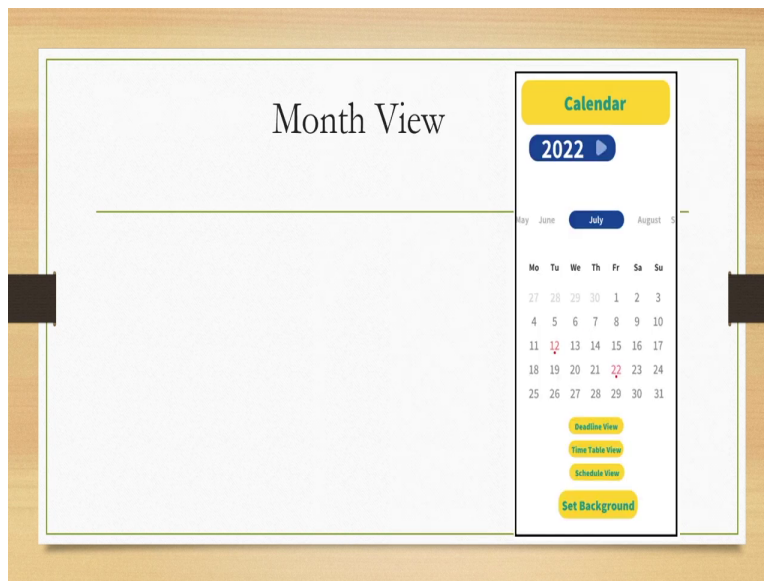 Month View
Calendar
2022
May June July August S
Mo Tu We Th Fr Sa Su
27 28 29 30 1 2 3
4 5 6 7 8 9 10
11 12 13 14 15 16 17
18 19 20 21 22 23 24
25 26 27 28 29 30 31
Deadline View
Time Table View
Schedule View
Set Background